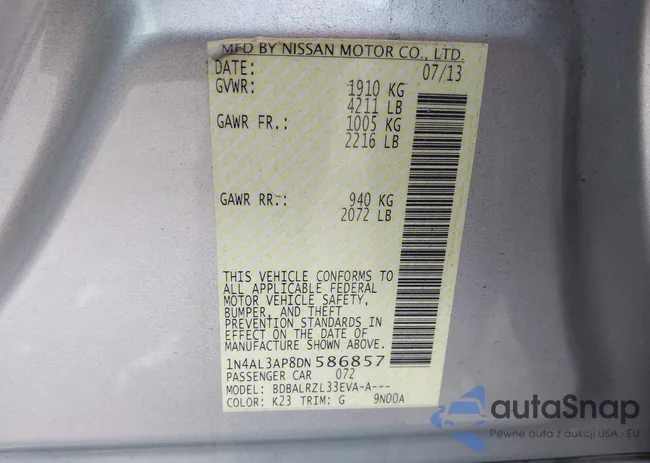 MFD BY NISSAN MOTOR CO., LTD.
DATE: 07/13
GVWR: 1910 KG
4211 LB
GAWR FR.: 1005 KG
2216 LB
GAWR RR.: 940 KG
2072 LB
THIS VEHICLE CONFORMS TO
ALL APPLICABLE FEDERAL
MOTOR VEHICLE SAFETY,
BUMPER, AND THEFT
PREVENTION STANDARDS IN
EFFECT ON THE DATE OF
MANUFACTURE SHOWN ABOVE.
1N4AL3AP8DN586857
PASSENGER CAR 072
MODEL: BDBALRZL33EVA-A---
COLOR: K23 TRIM: G 9N00A
autoSnap
Pewne auta z aukcji USA i EU